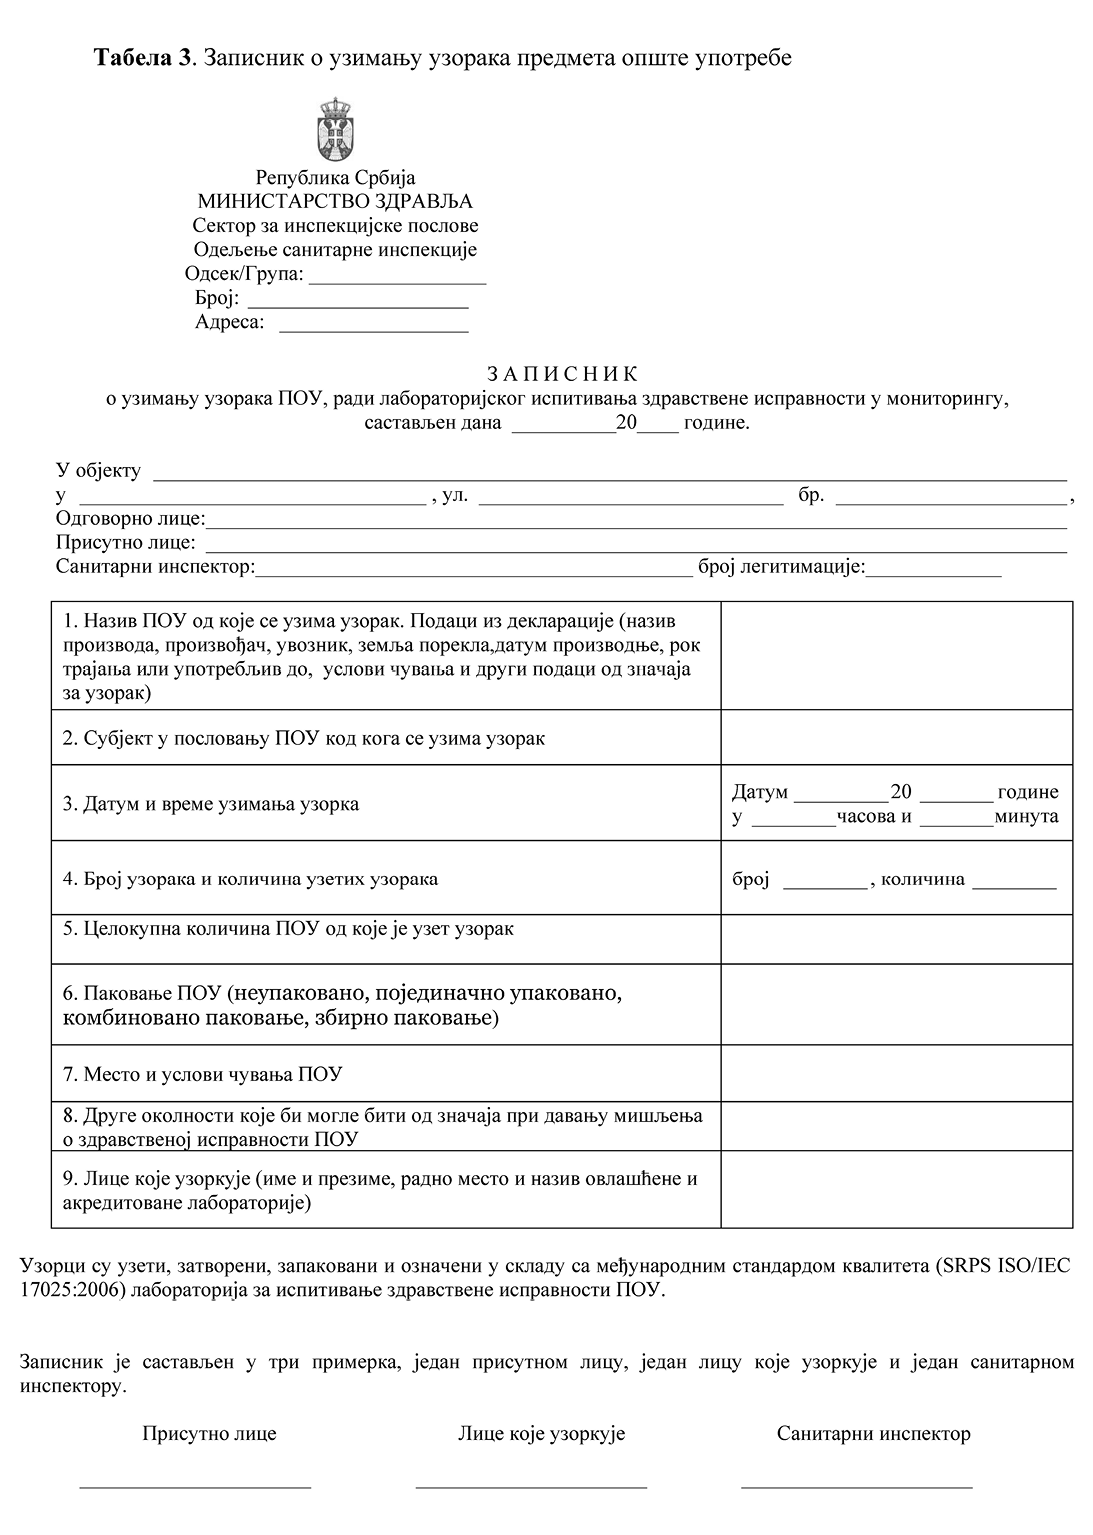 Табела 3. Записник о узимању узорака предмета опште употребе
Република Србија
МИНИСТАРСТВО ЗДРАВЉА
Сектор за инспекцијске послове
Одељење санитарне инспекције
Одсек/Група: _________________
Број: _____________________
Адреса: __________________
З А П И С Н И К
о узимању узорака ПОУ, ради лабораторијског испитивања здравствене исправности у мониторингу,
састављен дана __________20____ године.
У објекту ______________________________
у ______________________________ , ул. ______________________________ бр. ______________________,
Одговорно лице:______________________________
Присутно лице: ______________________________
Санитарни инспектор:______________________________ број легитимације:_____________
1. Назив ПОУ од које се узима узорак. Подаци из декларације (назив
производа, произвођач, увозник, земља порекла,датум производње, рок
трајања или употребљив до, услови чувања и други подаци од значаја
за узорак)
2. Субјект у пословању ПОУ код кога се узима узорак
3. Датум и време узимања узорка
Датум _________20 _______ године
у ________часова и _______минута
4. Број узорака и количина узетих узорака
број ________, количина ________
5. Целокупна количина ПОУ од које је узет узорак
6. Паковање ПОУ (неупаковано, појединачно упаковано,
комбиновано паковање, збирно паковање)
7. Место и услови чувања ПОУ
8. Друге околности које би могле бити од значаја при давању мишљења
о здравственој исправности ПОУ
9. Лице које узоркује (име и презиме, радно место и назив овлашћене и
акредитоване лабораторије)
Узорци су узети, затворени, запаковани и означени у складу са међународним стандардом квалитета (SRPS ISO/IEC
17025:2006) лабораторија за испитивање здравствене исправности ПОУ.
Записник је састављен у три примерка, један присутном лицу, један лицу које узоркује и један санитарном
инспектору.
Присутно лице Лице које узоркује Санитарни инспектор
______________________ ______________________ ______________________